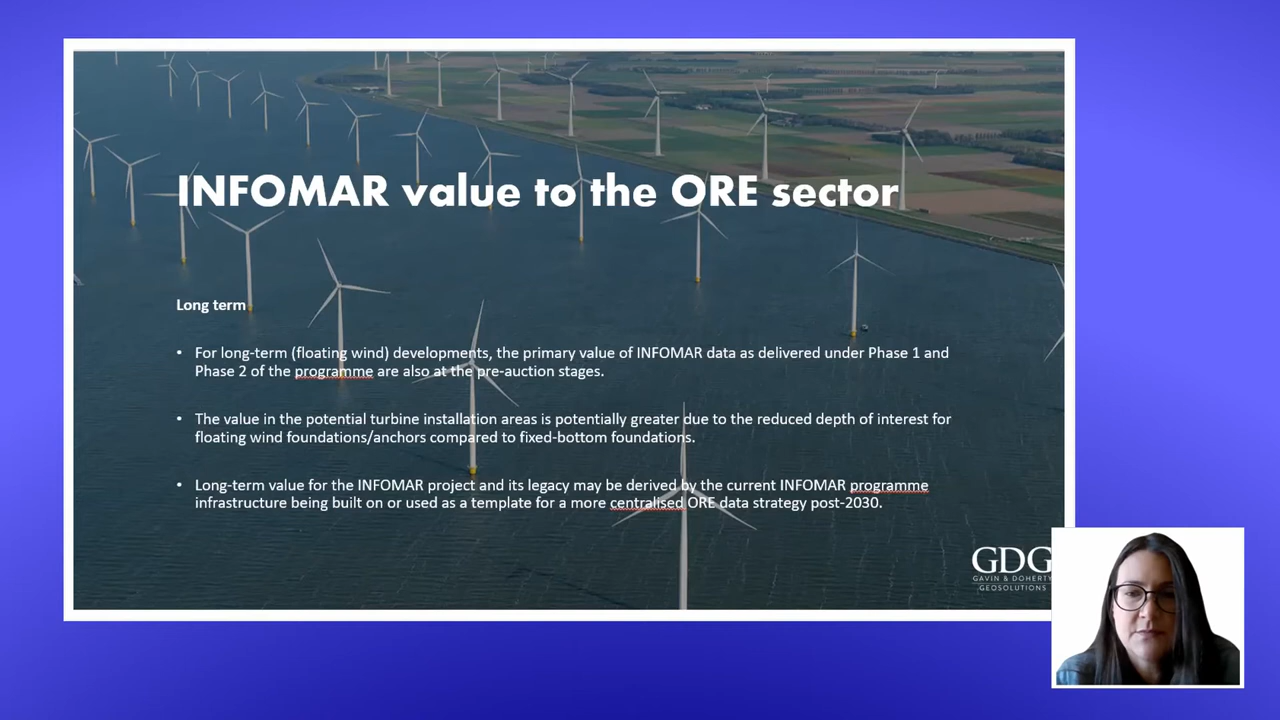 INFOMAR value to the ORE sector
Long term
• For long-term (floating wind) developments, the primary value of INFOMAR data as delivered under Phase 1 and
Phase 2 of the programme are also at the pre-auction stages.
• The value in the potential turbine installation areas is potentially greater due to the reduced depth of interest for
floating wind foundations/anchors compared to fixed-bottom foundations.
• Long-term value for the INFOMAR project and its legacy may be derived by the current INFOMAR programme
infrastructure being built on or used as a template for a more centralised ORE data strategy post-2030.
GDG
GAVIN & DOHERTY
GEOSOLUTIONS